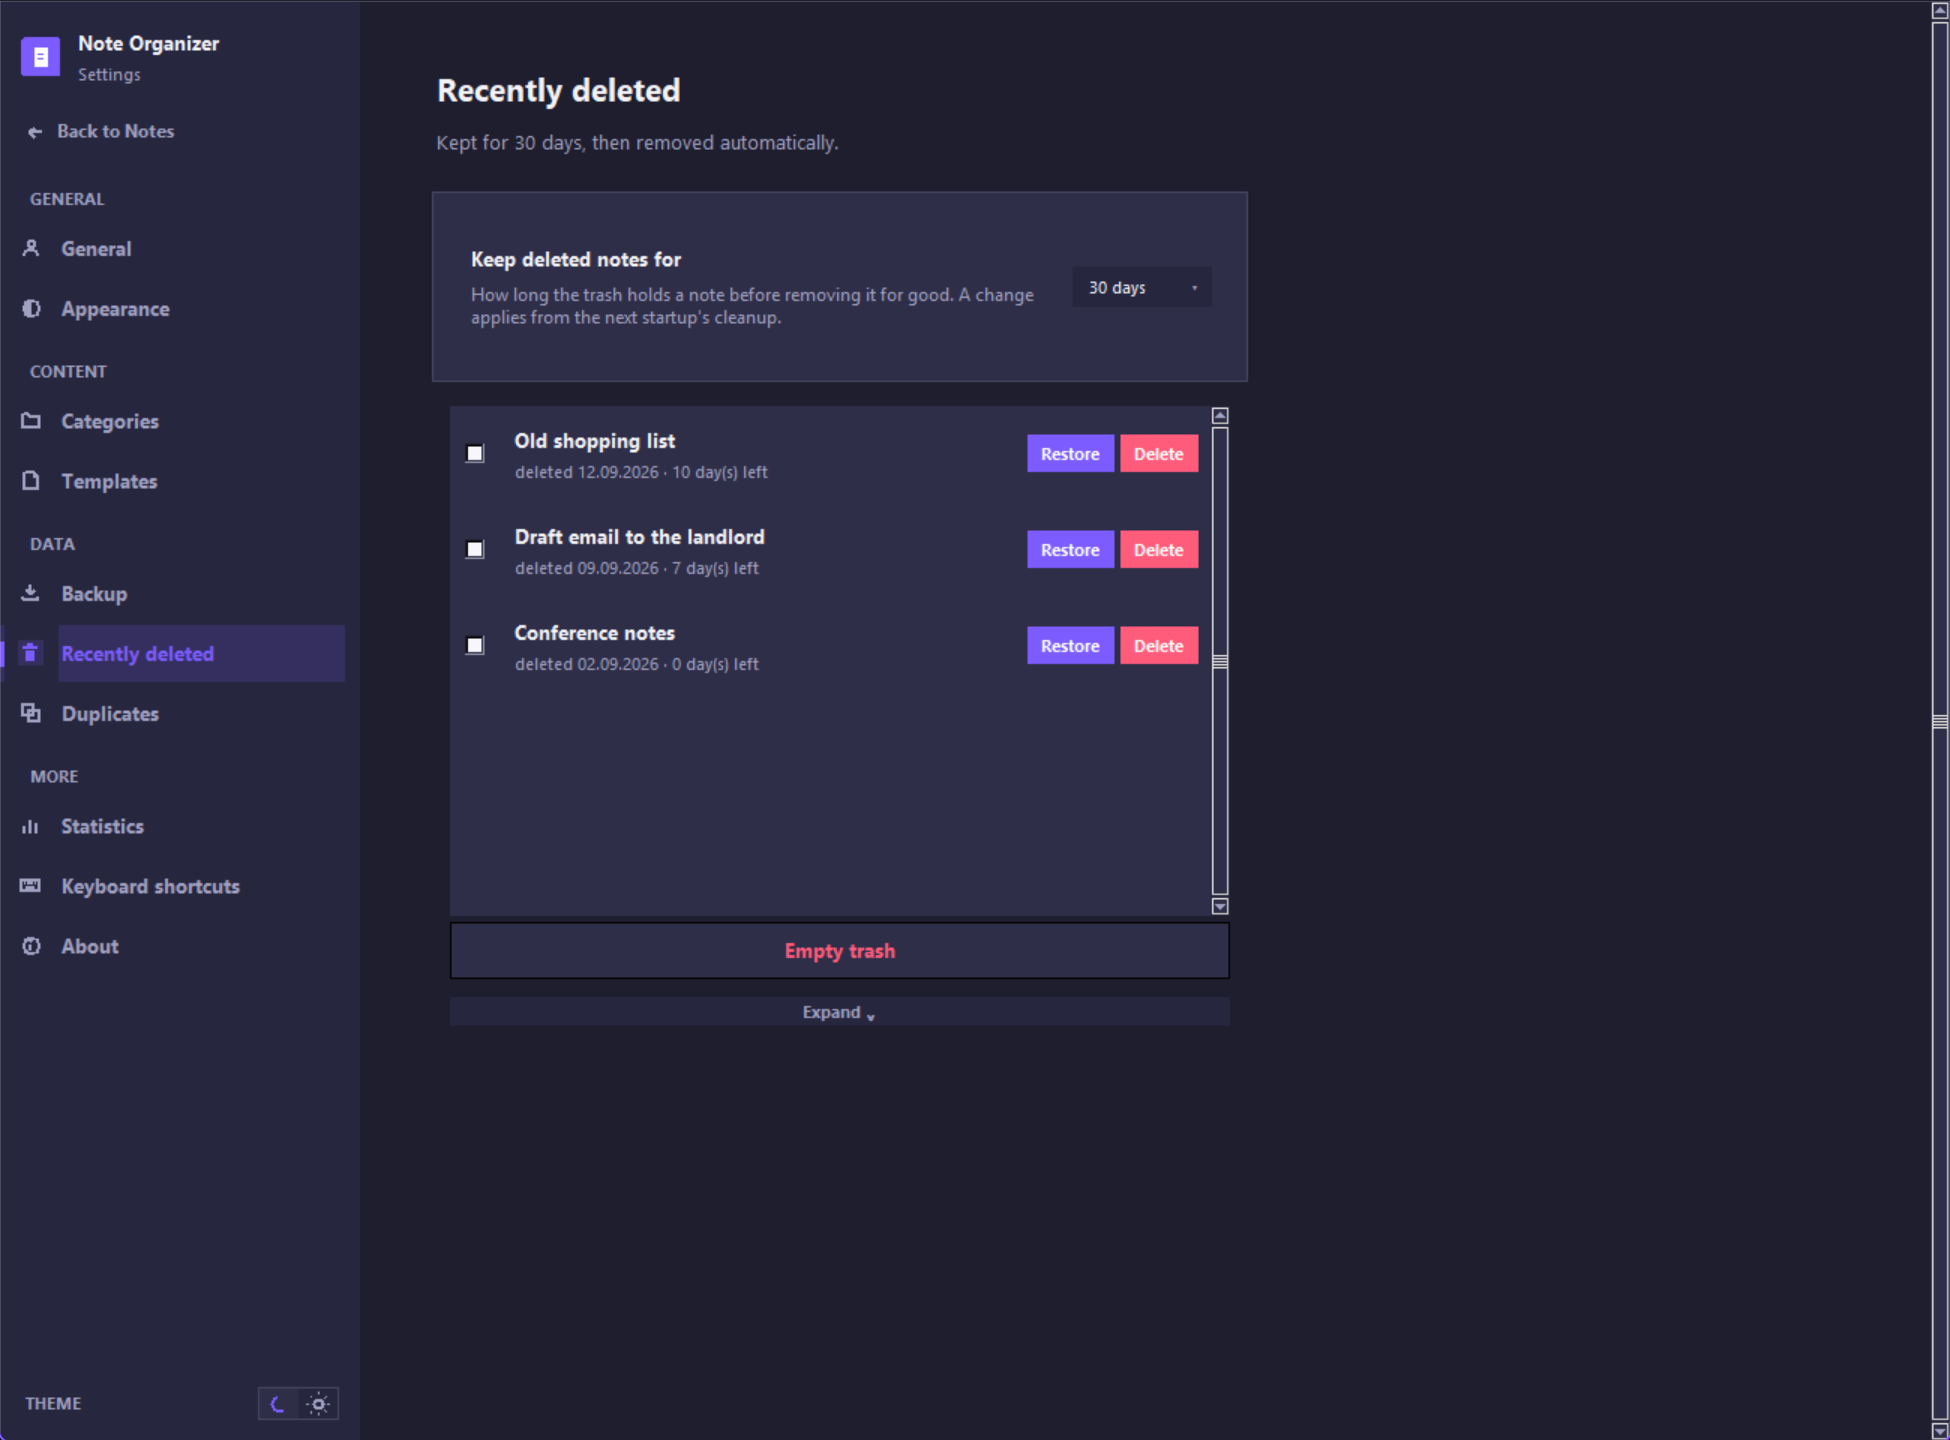 Note Organizer
Settings
Back to Notes
GENERAL
General
Appearance
CONTENT
Categories
Templates
DATA
Backup
Recently deleted
Duplicates
MORE
Statistics
Keyboard shortcuts
About
THEME
Recently deleted
Kept for 30 days, then removed automatically.
Keep deleted notes for
How long the trash holds a note before removing it for good. A change
applies from the next startup's cleanup.
30 days
Old shopping list
deleted 12.09.2026 · 10 day(s) left
Restore Delete
Draft email to the landlord
deleted 09.09.2026 · 7 day(s) left
Restore Delete
Conference notes
deleted 02.09.2026 · 0 day(s) left
Restore Delete
Empty trash
Expand